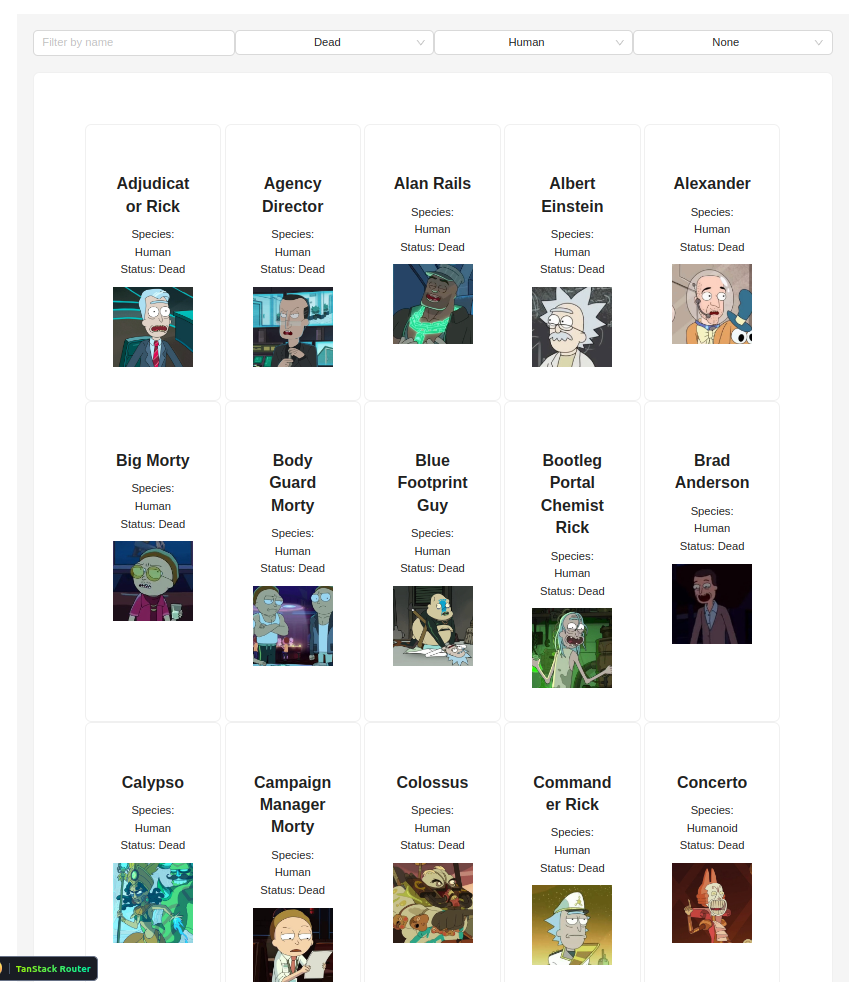 Filter by name
Dead
Human
None
Adjudicat
or Rick
Species:
Human
Status: Dead
Agency
Director
Species:
Human
Status: Dead
Alan Rails
Species:
Human
Status: Dead
Albert
Einstein
Species:
Human
Status: Dead
Alexander
Species:
Human
Status: Dead
Big Morty
Species:
Human
Status: Dead
Body
Guard
Morty
Species:
Human
Status: Dead
Blue
Footprint
Guy
Species:
Human
Status: Dead
Bootleg
Portal
Chemist
Rick
Species:
Human
Status: Dead
Brad
Anderson
Species:
Human
Status: Dead
Calypso
Species:
Human
Status: Dead
Campaign
Manager
Morty
Species:
Human
Status: Dead
Colossus
Species:
Human
Status: Dead
Command
er Rick
Species:
Human
Status: Dead
Concerto
Species:
Humanoid
Status: Dead
TanStack Router